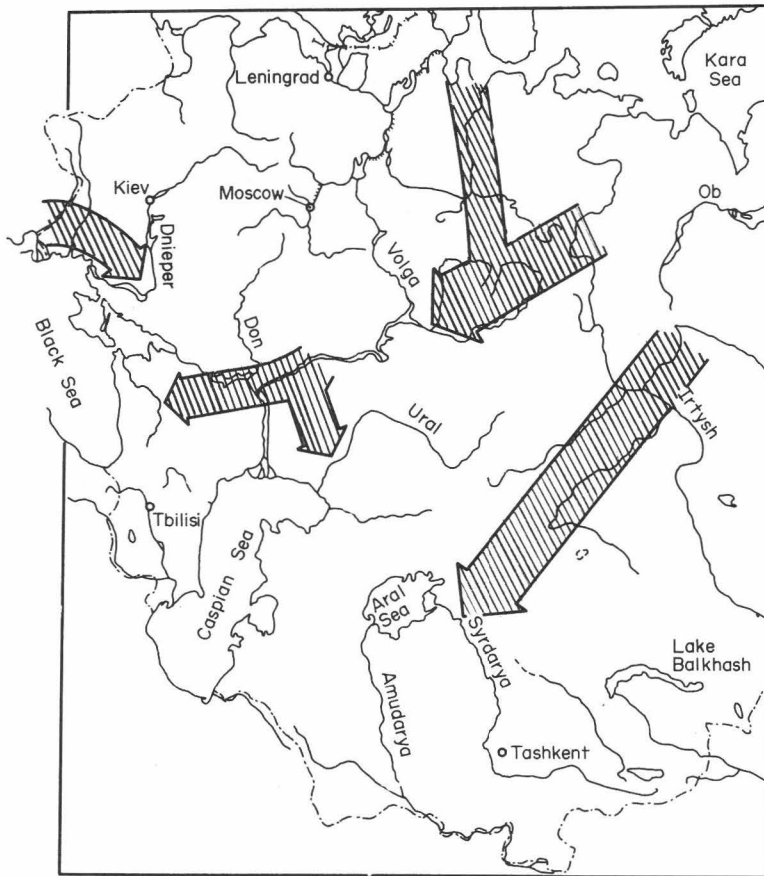 Kara
Sea
Leningrad
Ob
Kiev
Moscow
Dnieper
Volga
Don
Black Sea
Ural
Irtysh
Tbilisi
Caspian Sea
Aral
Sea
Syrdarya
Lake
Balkhash
Amudarya
Tashkent